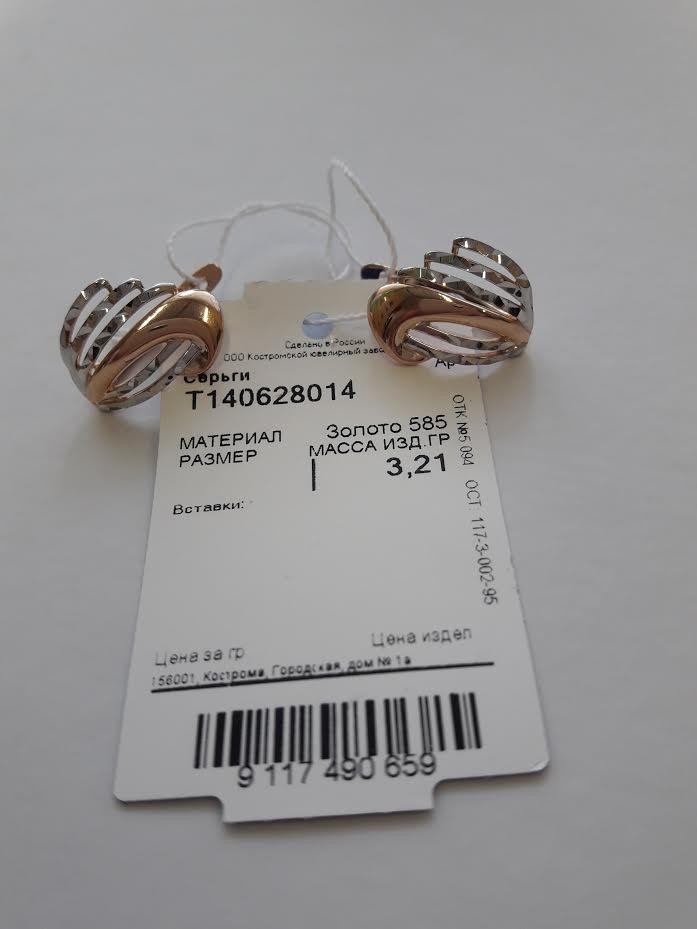 Сделано в России
ООО Костромской ювелирный заво
Ар
Серьги
Т140628014
МАТЕРИАЛ Золото 585
РАЗМЕР МАССА ИЗД.ГР
3,21
Вставки:
ОТК №5 094 ОСТ. 117-3-002-95
Цена за гр Цена издел
156001, Кострома, Городская, дом № 1а
9 117 490 659